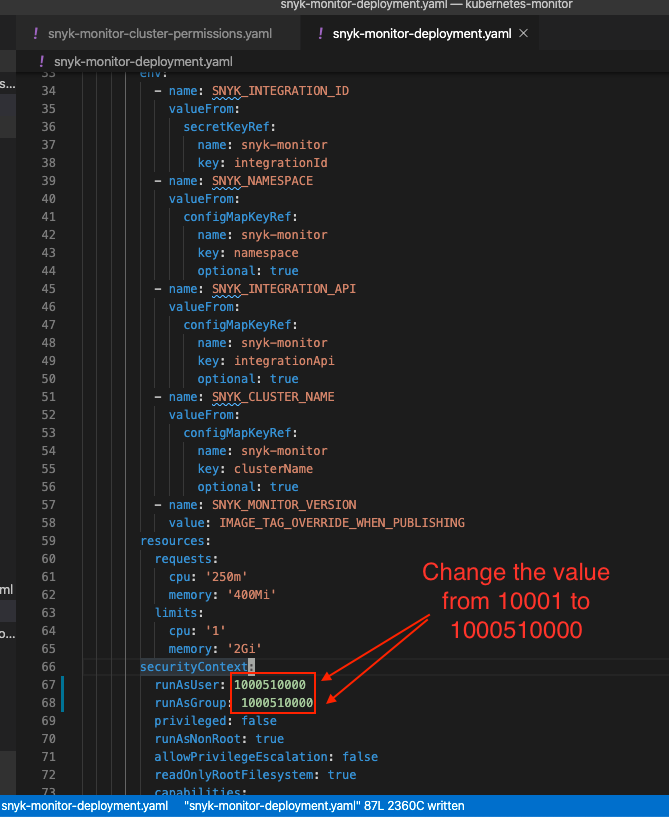 snyk-monitor-deployment.yaml — kubernetes-monitor
! snyk-monitor-cluster-permissions.yaml ! snyk-monitor-deployment.yaml ×
! snyk-monitor-deployment.yaml
33 env:
34 - name: SNYK_INTEGRATION_ID
35 valueFrom:
36 secretKeyRef:
37 name: snyk-monitor
38 key: integrationId
39 - name: SNYK_NAMESPACE
40 valueFrom:
41 configMapKeyRef:
42 name: snyk-monitor
43 key: namespace
44 optional: true
45 - name: SNYK_INTEGRATION_API
46 valueFrom:
47 configMapKeyRef:
48 name: snyk-monitor
49 key: integrationApi
50 optional: true
51 - name: SNYK_CLUSTER_NAME
52 valueFrom:
53 configMapKeyRef:
54 name: snyk-monitor
55 key: clusterName
56 optional: true
57 - name: SNYK_MONITOR_VERSION
58 value: IMAGE_TAG_OVERRIDE_WHEN_PUBLISHING
59 resources:
60 requests:
61 cpu: '250m'
62 memory: '400Mi'
63 limits:
64 cpu: '1'
65 memory: '2Gi'
66 securityContext:
67 runAsUser: 1000510000
68 runAsGroup: 1000510000
69 privileged: false
70 runAsNonRoot: true
71 allowPrivilegeEscalation: false
72 readOnlyRootFilesystem: true
73 capabilities:
Change the value
from 10001 to
1000510000
s...
ml
o...
snyk-monitor-deployment.yaml "snyk-monitor-deployment.yaml" 87L 2360C written